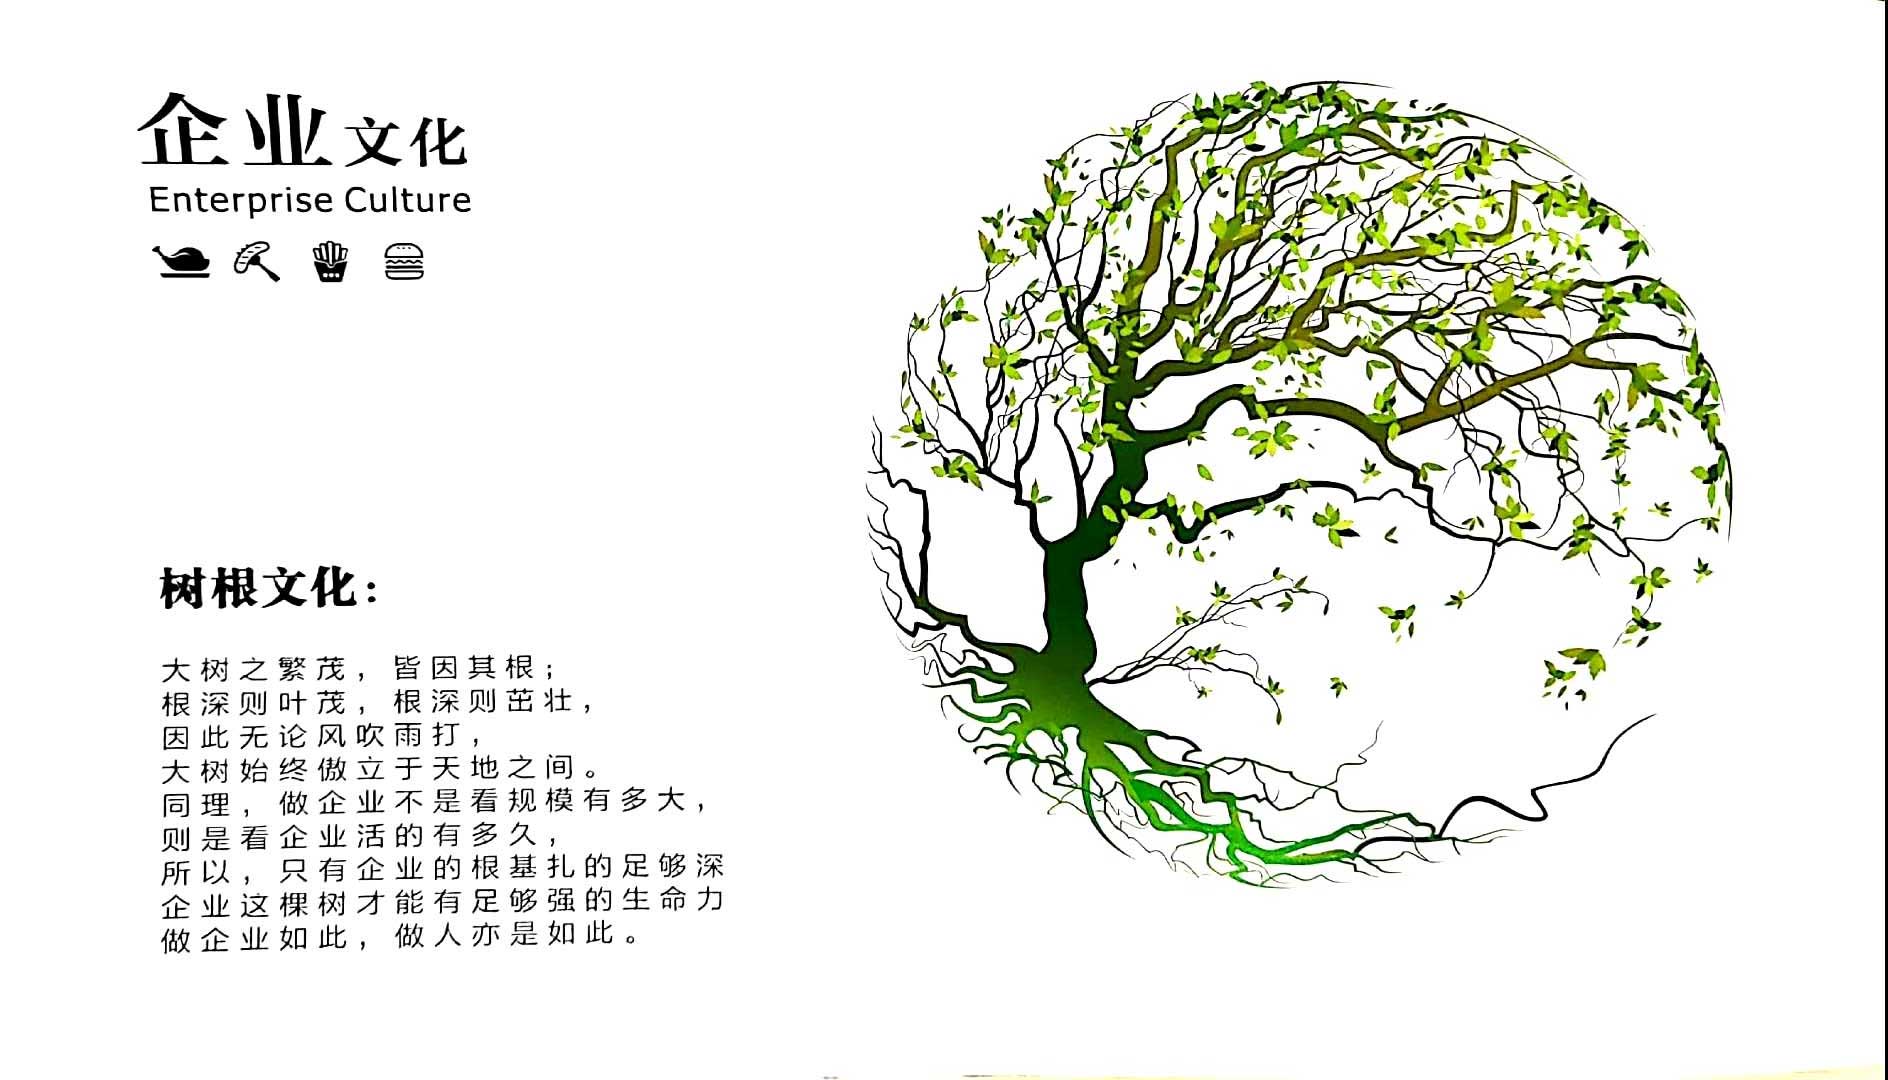 企业文化
Enterprise Culture
树根文化：
大树之繁茂，皆因其根；
根深则叶茂，根深则茁壮，
因此无论风吹雨打，
大树始终傲立于天地之间。
同理，做企业不是看规模有多大，
则是看企业活的有多久，
所以，只有企业的根基扎的足够深
企业这棵树才能有足够强的生命力
做企业如此，做人亦是如此。